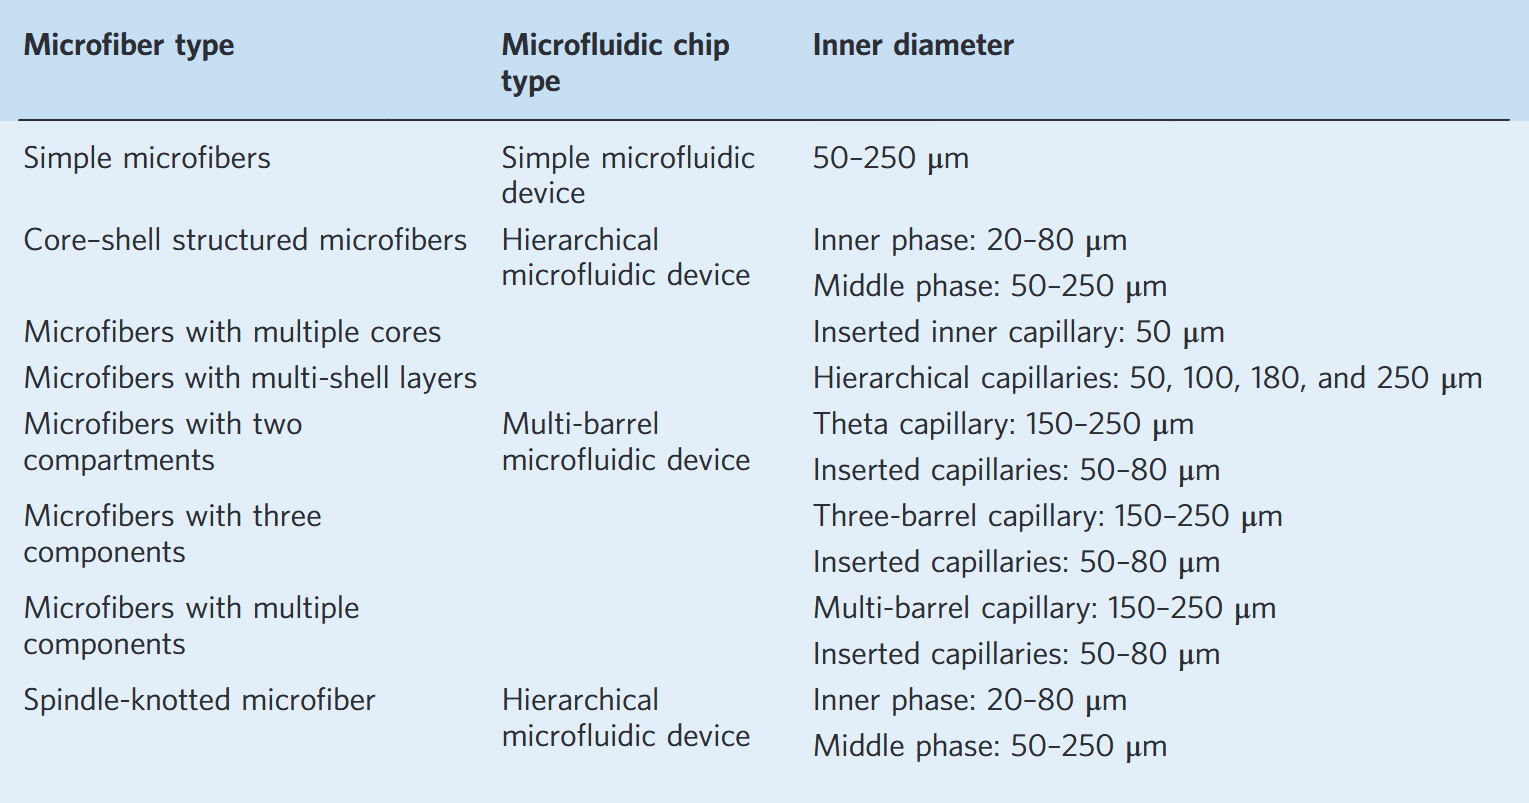 Microfiber type Microfluidic chip type Inner diameter
Simple microfibers Simple microfluidic device 50–250 μm
Core–shell structured microfibers Hierarchical microfluidic device Inner phase: 20–80 μm
Middle phase: 50–250 μm
Microfibers with multiple cores Inserted inner capillary: 50 μm
Microfibers with multi-shell layers Hierarchical capillaries: 50, 100, 180, and 250 μm
Microfibers with two compartments Multi-barrel microfluidic device Theta capillary: 150–250 μm
Inserted capillaries: 50–80 μm
Microfibers with three components Three-barrel capillary: 150–250 μm
Inserted capillaries: 50–80 μm
Microfibers with multiple components Multi-barrel capillary: 150–250 μm
Inserted capillaries: 50–80 μm
Spindle-knotted microfiber Hierarchical microfluidic device Inner phase: 20–80 μm
Middle phase: 50–250 μm